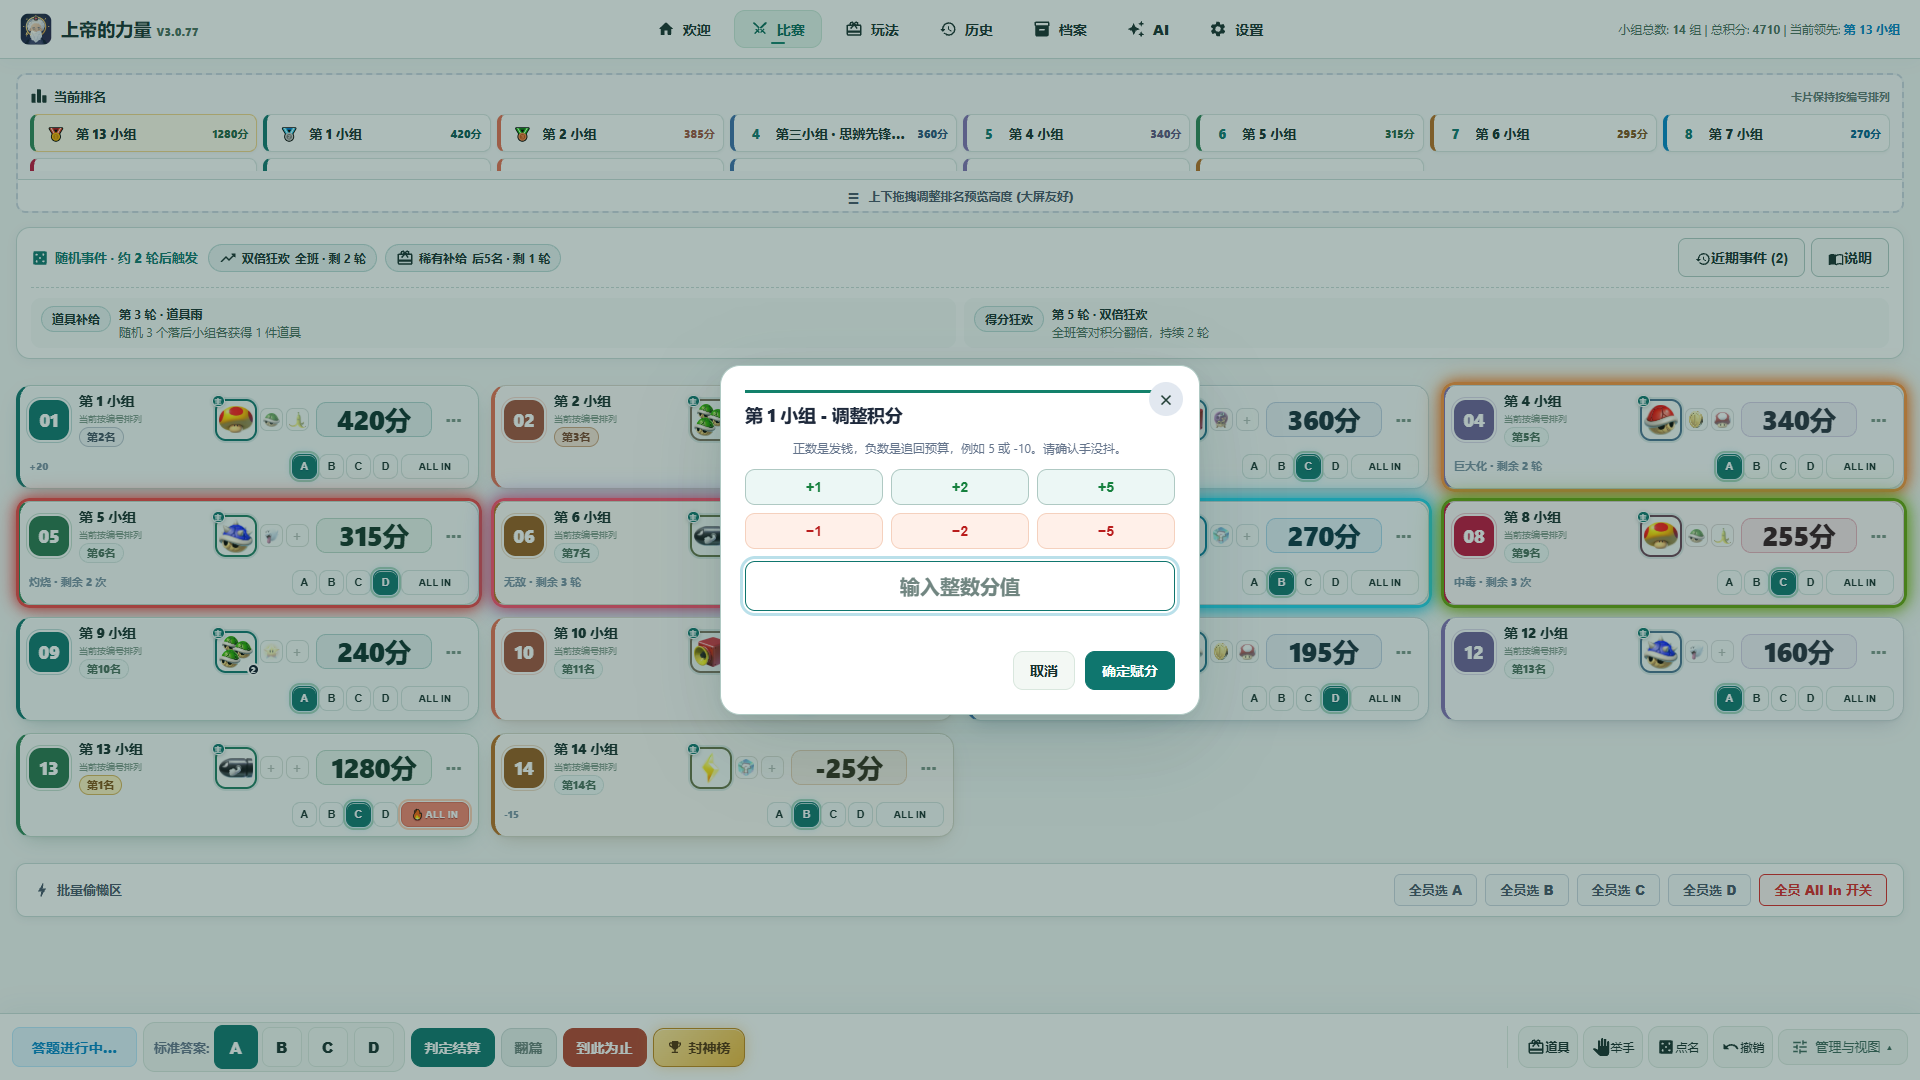 上帝的力量 V3.0.77
欢迎
比赛
玩法
历史
档案
AI
设置
小组总数: 14 组 | 总积分: 4710 | 当前领先: 第 13 小组
当前排名
卡片保持按编号排列
第 13 小组 1280分
第 1 小组 420分
第 2 小组 385分
4 第三小组 · 思辨先锋... 360分
5 第 4 小组 340分
6 第 5 小组 315分
7 第 6 小组 295分
8 第 7 小组 270分
上下拖拽调整排名预览高度 (大屏友好)
随机事件 · 约 2 轮后触发
双倍狂欢 全班 · 剩 2 轮
稀有补给 后5名 · 剩 1 轮
近期事件 (2)
说明
道具补给
第 3 轮 · 道具雨
随机 3 个落后小组各获得 1 件道具
得分狂欢
第 5 轮 · 双倍狂欢
全班答对积分翻倍，持续 2 轮
01 第 1 小组
当前按编号排列
第2名
420分
+20
A B C D ALL IN
02 第 2 小组
当前按编号排列
第3名
360分
A B C D ALL IN
04 第 4 小组
当前按编号排列
第5名
340分
巨大化 · 剩余 2 轮
A B C D ALL IN
05 第 5 小组
当前按编号排列
第6名
315分
灼烧 · 剩余 2 次
A B C D ALL IN
06 第 6 小组
当前按编号排列
第7名
无敌 · 剩余 3 轮
270分
A B C D ALL IN
08 第 8 小组
当前按编号排列
第9名
255分
中毒 · 剩余 3 次
A B C D ALL IN
09 第 9 小组
当前按编号排列
第10名
2
240分
A B C D ALL IN
10 第 10 小组
当前按编号排列
第11名
195分
A B C D ALL IN
12 第 12 小组
当前按编号排列
第13名
160分
A B C D ALL IN
13 第 13 小组
当前按编号排列
第1名
1280分
A B C D ALL IN
14 第 14 小组
当前按编号排列
第14名
-25分
-15
A B C D ALL IN
第 1 小组 - 调整积分
正数是发钱，负数是追回预算，例如 5 或 -10。请确认手没抖。
+1 +2 +5
−1 −2 −5
输入整数分值
取消
确定赋分
批量偷懒区
全员选 A
全员选 B
全员选 C
全员选 D
全员 All In 开关
答题进行中...
标准答案: A B C D
判定结算
翻篇
到此为止
封神榜
道具
举手
点名
撤销
管理与视图